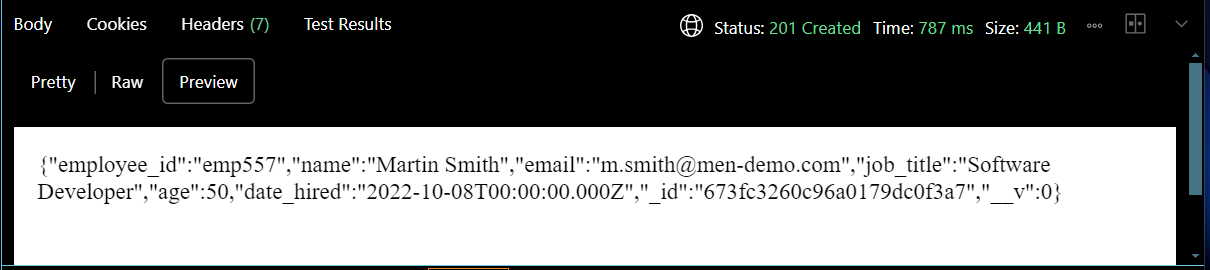 Body Cookies Headers (7) Test Results Status: 201 Created Time: 787 ms Size: 441 B
Pretty Raw Preview
{"employee_id":"emp557","name":"Martin Smith","email":"m.smith@men-demo.com","job_title":"Software
Developer","age":50,"date_hired":"2022-10-08T00:00:00.000Z","_id":"673fc3260c96a0179dc0f3a7","__v":0}